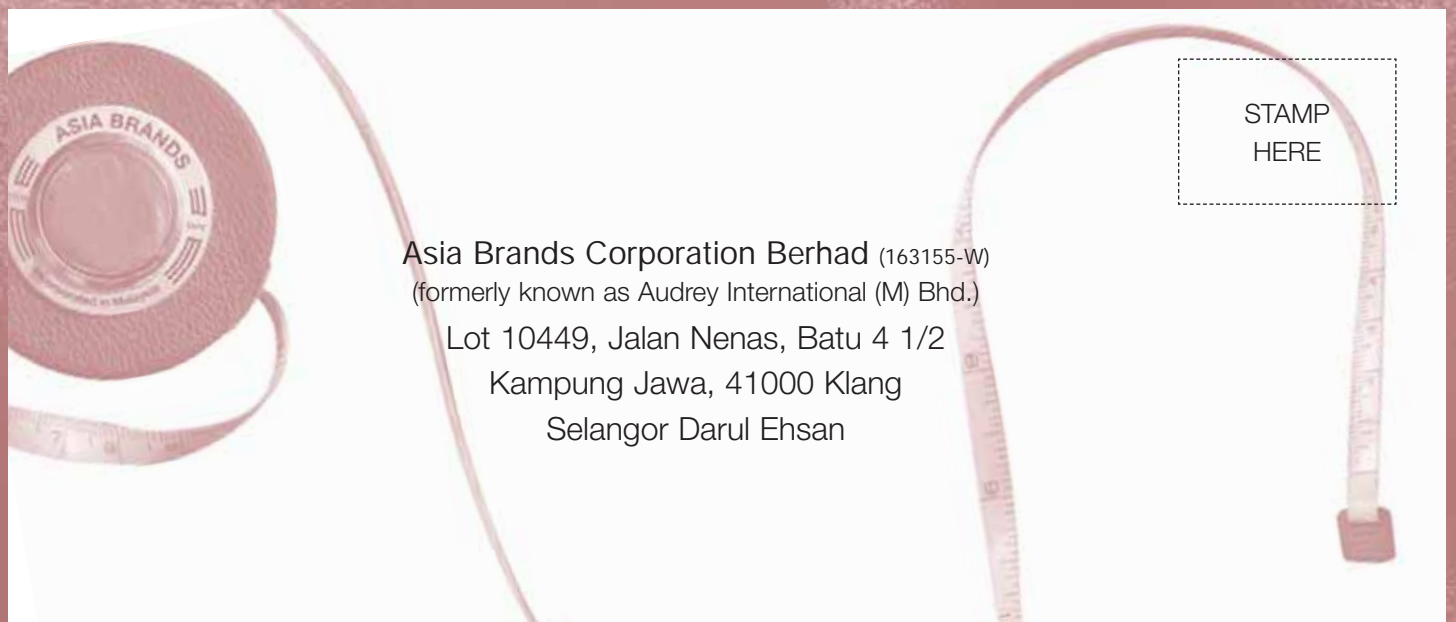 ASIA BRANDS
STAMP
HERE
Asia Brands Corporation Berhad (163155-W)
(formerly known as Audrey International (M) Bhd.)
Lot 10449, Jalan Nenas, Batu 4 1/2
Kampung Jawa, 41000 Klang
Selangor Darul Ehsan